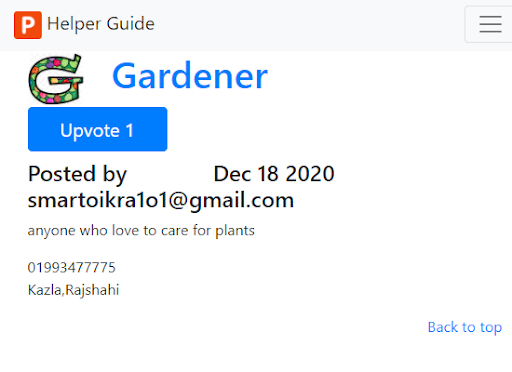 P Helper Guide
G Gardener
Upvote 1
Posted by Dec 18 2020
smartoikra1o1@gmail.com
anyone who love to care for plants
01993477775
Kazla,Rajshahi
Back to top